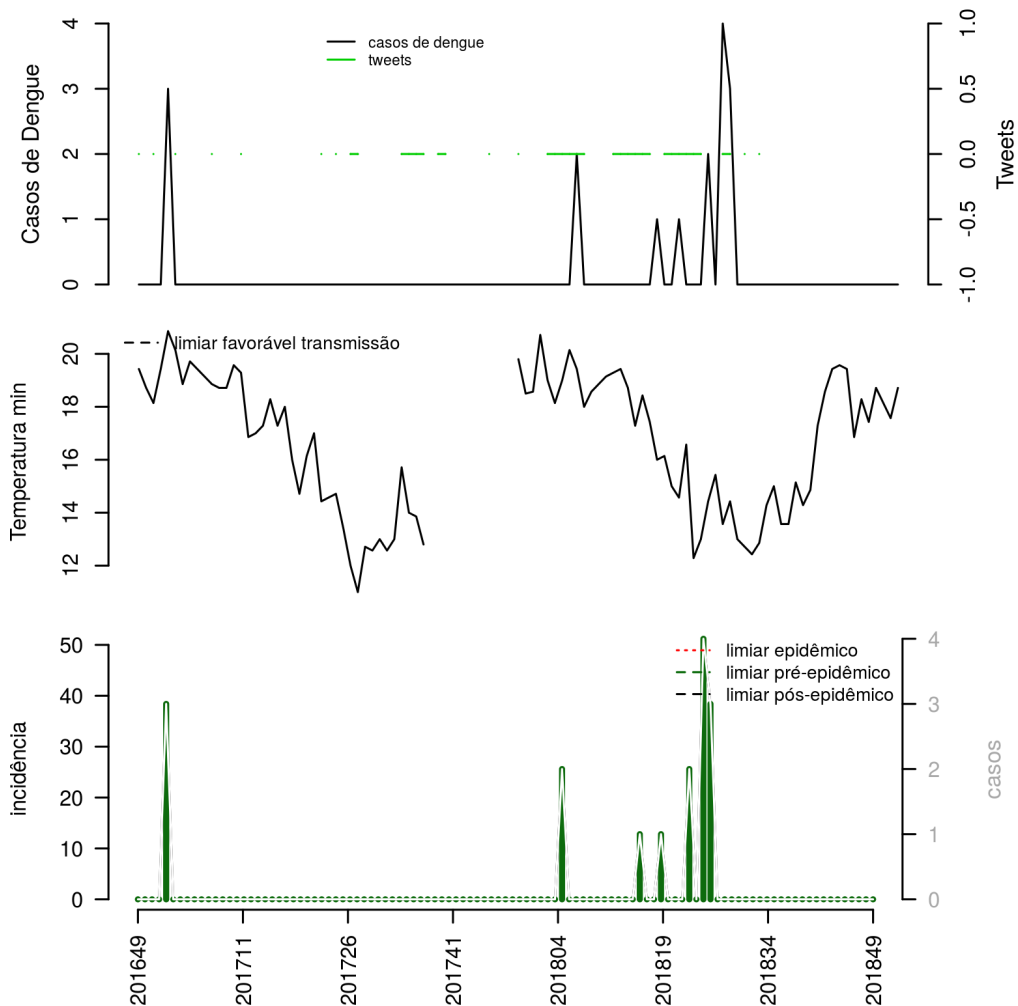 casos de dengue
tweets
Casos de Dengue
0 1 2 3 4
Tweets
-1.0 -0.5 0.0 0.5 1.0
limiar favorável transmissão
Temperatura min
12 14 16 18 20
limiar epidêmico
limiar pré-epidêmico
limiar pós-epidêmico
incidência
50
40
30
20
10
0
casos
4
3
2
1
0
201649
201711
201726
201741
201804
201819
201834
201849